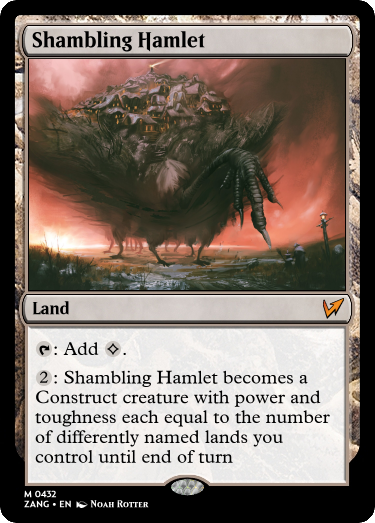 Shambling Hamlet
Land
: Add .
2: Shambling Hamlet becomes a
Construct creature with power and
toughness each equal to the number
of differently named lands you
control until end of turn
M 0432
ZANG • EN Noah Rotter